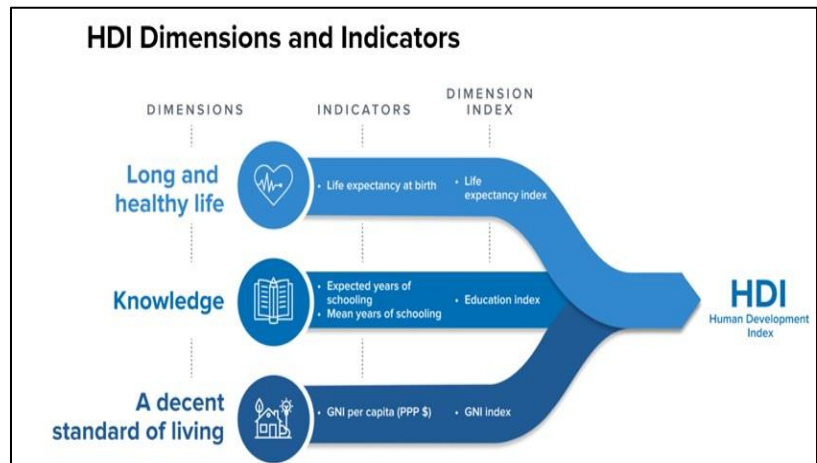 HDI Dimensions and Indicators
DIMENSIONS
INDICATORS
DIMENSION
INDEX
Long and
healthy life
• Life expectancy at birth
• Life
expectancy index
Knowledge
• Expected years of
schooling
• Mean years of schooling
• Education index
A decent
standard of living
• GNI per capita (PPP $)
• GNI index
HDI
Human Development
Index